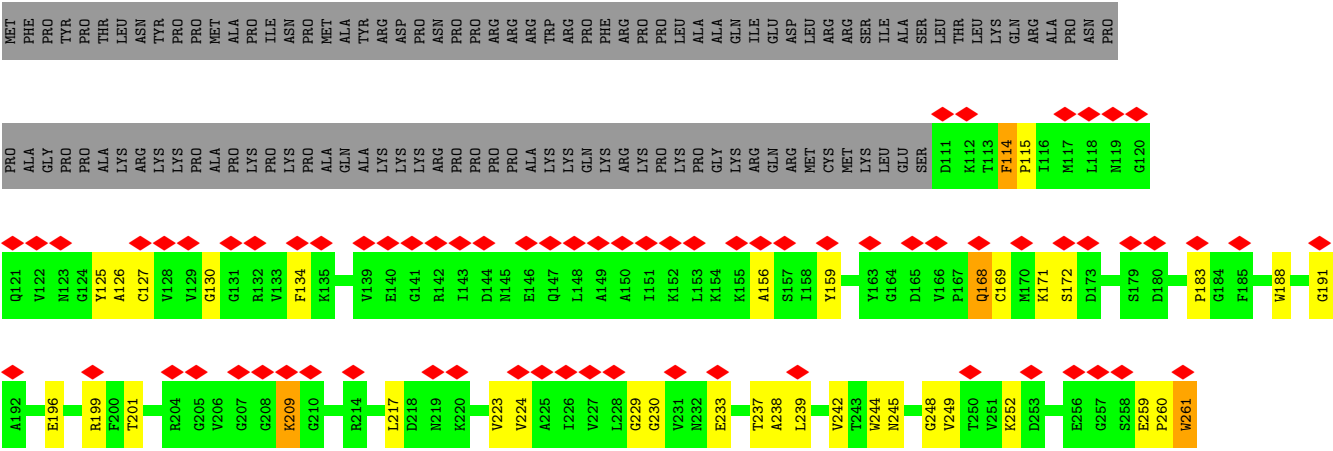 MET PHE PRO TYR PRO THR LEU ASN TYR PRO PRO MET ALA PRO ILE ASN PRO MET ALA TYR ARG ASP PRO ASN PRO PRO ARG ARG ARG TRP ARG PRO PHE ARG PRO PRO LEU ALA ALA GLN ILE GLU ASP LEU ARG ARG SER ILE ALA SER LEU THR LEU LYS GLN ARG ALA PRO ASN PRO
PRO ALA GLY PRO PRO ALA LYS ARG LYS LYS PRO ALA PRO LYS PRO LYS PRO ALA GLN ALA LYS LYS LYS ARG PRO PRO PRO PRO ALA LYS LYS GLN LYS ARG LYS PRO LYS PRO GLY LYS ARG GLN ARG MET CYS MET LYS LEU GLU SER D111 K112 T113 F114 P115 I116 M117 L118 N119 G120
Q121 V122 N123 G124 Y125 A126 C127 V128 V129 G130 G131 R132 V133 F134 K135 V139 E140 G141 R142 I143 D144 N145 E146 Q147 L148 A149 A150 I151 K152 L153 K154 K155 A156 S157 I158 Y159 Y163 G164 D165 V166 P167 Q168 C169 M170 K171 S172 D173 S179 D180 P183 G184 F185 W188 G191
A192 E196 R199 F200 T201 R204 G205 V206 G207 G208 K209 G210 R214 L217 D218 N219 K220 V223 V224 A225 I226 V227 L228 G229 G230 V231 N232 E233 T237 A238 L239 V242 T243 W244 N245 G248 V249 T250 V251 K252 D253 E256 G257 S258 E259 P260 W261